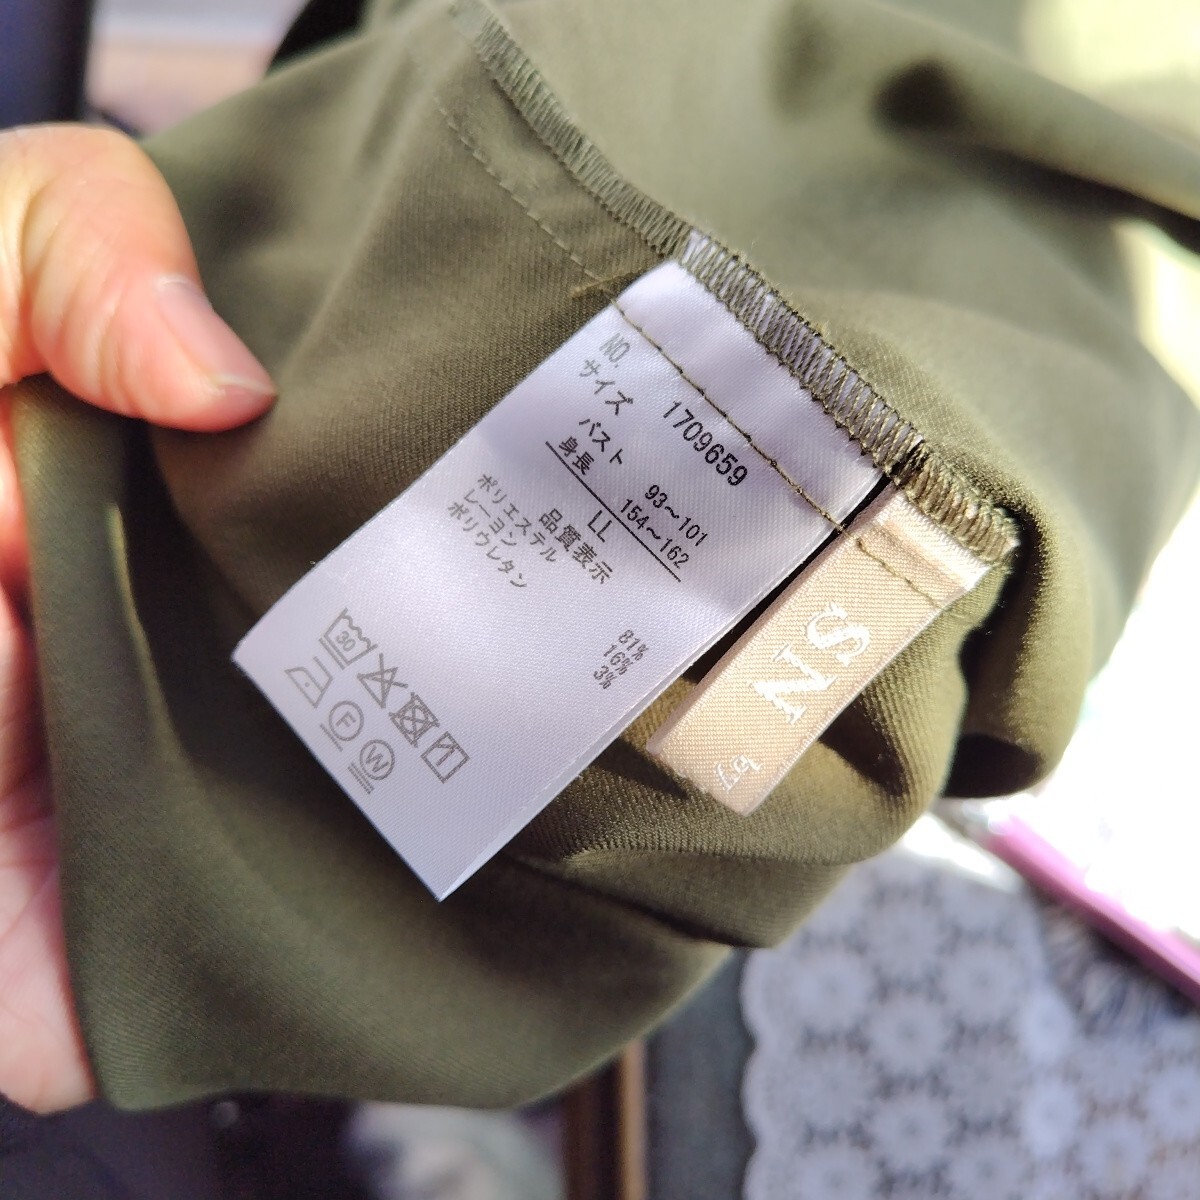 NO. 1709659
サイズ
バスト 93～101
身長 154～162
LL
品質表示
ポリエステル 81%
レーヨン 16%
ポリウレタン 3%
30
F
W
SN
by